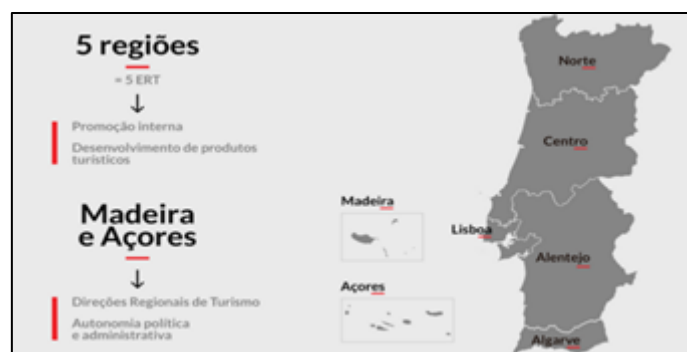 5 regiões
= 5 ERT
Promoção interna
Desenvolvimento de produtos
turísticos
Madeira
e Açores
Direções Regionais de Turismo
Autonomia política
e administrativa
Madeira
Açores
Norte
Centro
Lisboa
Alentejo
Algarve